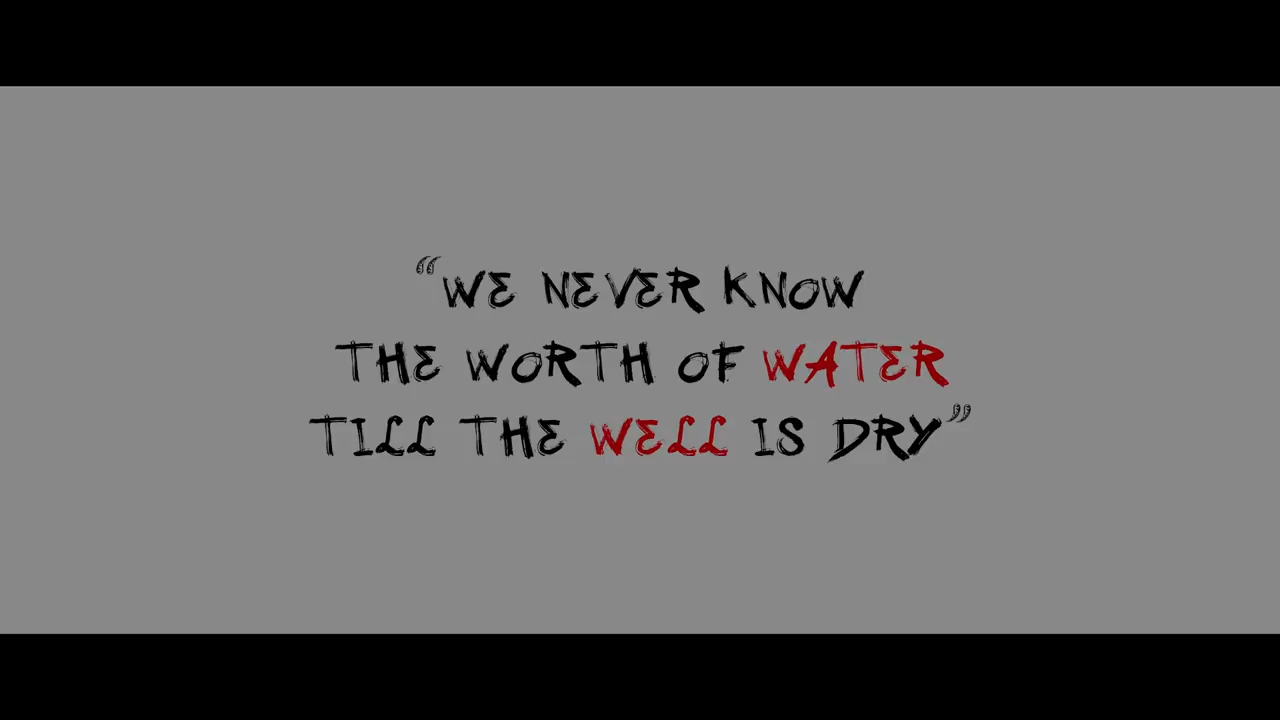 “WE NEVER KNOW
THE WORTH OF WATER
TILL THE WELL IS DRY”